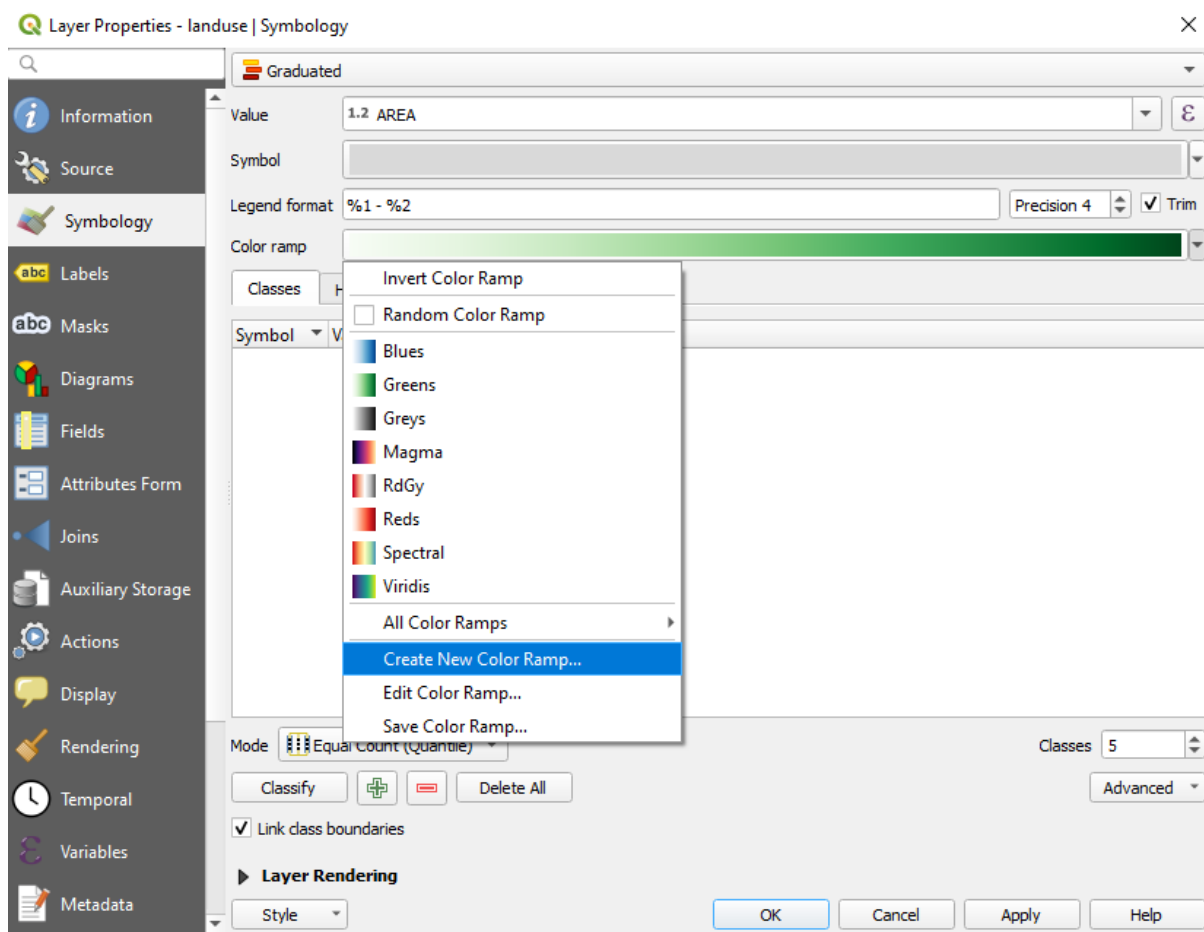 Layer Properties - landuse | Symbology
Graduated
Information
Value
1.2 AREA
ε
Source
Symbol
Symbology
Legend format
%1 - %2
Precision 4
Trim
Color ramp
abc Labels
Classes
H
Invert Color Ramp
abc Masks
Random Color Ramp
Symbol
V
Blues
Diagrams
Greens
Fields
Greys
Magma
Attributes Form
RdGy
Reds
Joins
Spectral
Auxiliary Storage
Viridis
Actions
All Color Ramps
Create New Color Ramp...
Display
Edit Color Ramp...
Save Color Ramp...
Rendering
Mode
Equal Count (Quantile)
Classes
5
Temporal
Classify
Delete All
Advanced
Link class boundaries
Variables
Layer Rendering
Metadata
Style
OK
Cancel
Apply
Help